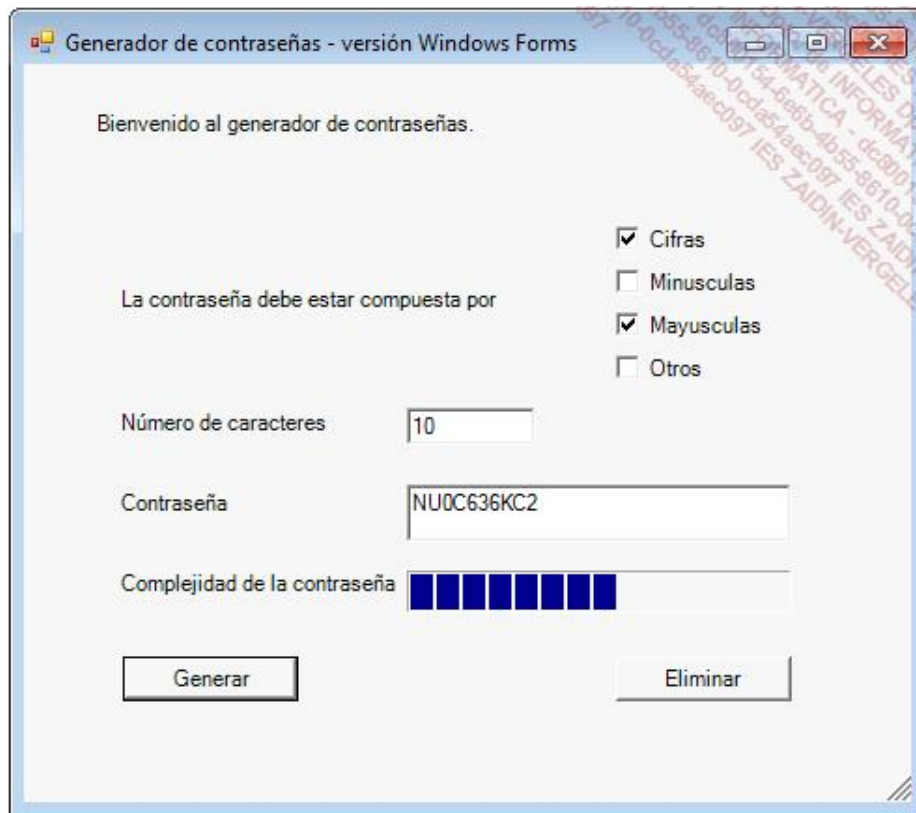 Generador de contraseñas - versión Windows Forms
Bienvenido al generador de contraseñas.
La contraseña debe estar compuesta por
Cifras
Minusculas
Mayusculas
Otros
Número de caracteres
10
Contraseña
NU0C636KC2
Complejidad de la contraseña
Generar
Eliminar